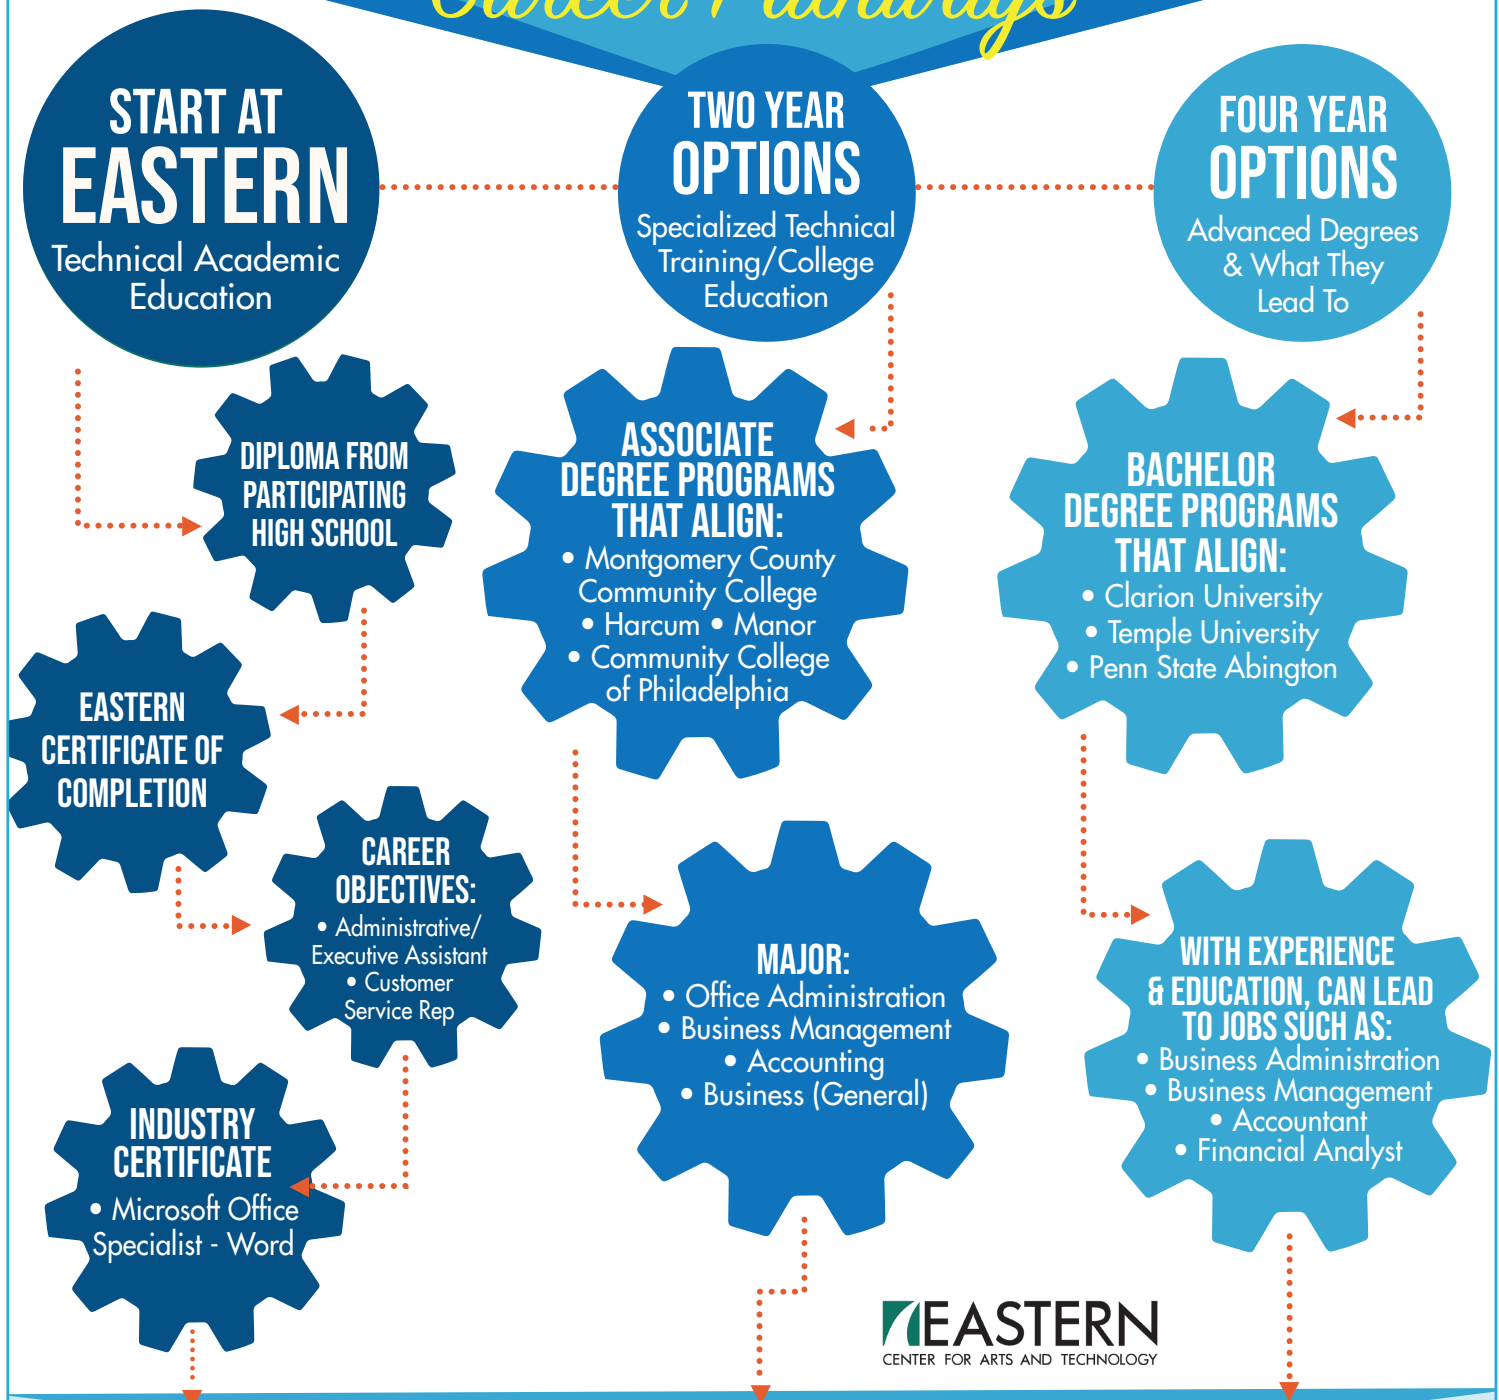 Career Pathways
START AT
EASTERN
Technical Academic
Education
TWO YEAR
OPTIONS
Specialized Technical
Training/College
Education
FOUR YEAR
OPTIONS
Advanced Degrees
& What They
Lead To
DIPLOMA FROM
PARTICIPATING
HIGH SCHOOL
EASTERN
CERTIFICATE OF
COMPLETION
CAREER
OBJECTIVES:
• Administrative/
Executive Assistant
• Customer
Service Rep
INDUSTRY
CERTIFICATE
• Microsoft Office
Specialist - Word
ASSOCIATE
DEGREE PROGRAMS
THAT ALIGN:
• Montgomery County
Community College
• Harcum • Manor
• Community College
of Philadelphia
MAJOR:
• Office Administration
• Business Management
• Accounting
• Business (General)
BACHELOR
DEGREE PROGRAMS
THAT ALIGN:
• Clarion University
• Temple University
• Penn State Abington
WITH EXPERIENCE
& EDUCATION, CAN LEAD
TO JOBS SUCH AS:
• Business Administration
• Business Management
• Accountant
• Financial Analyst
EASTERN
CENTER FOR ARTS AND TECHNOLOGY